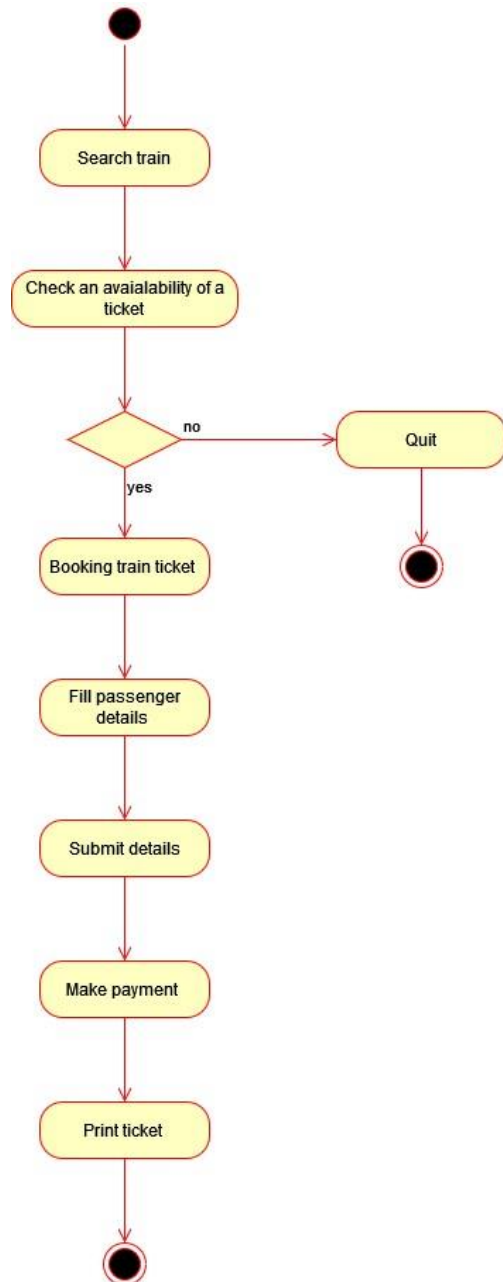 Search train
Check an avaialability of a
ticket
no
Quit
yes
Booking train ticket
Fill passenger
details
Submit details
Make payment
Print ticket